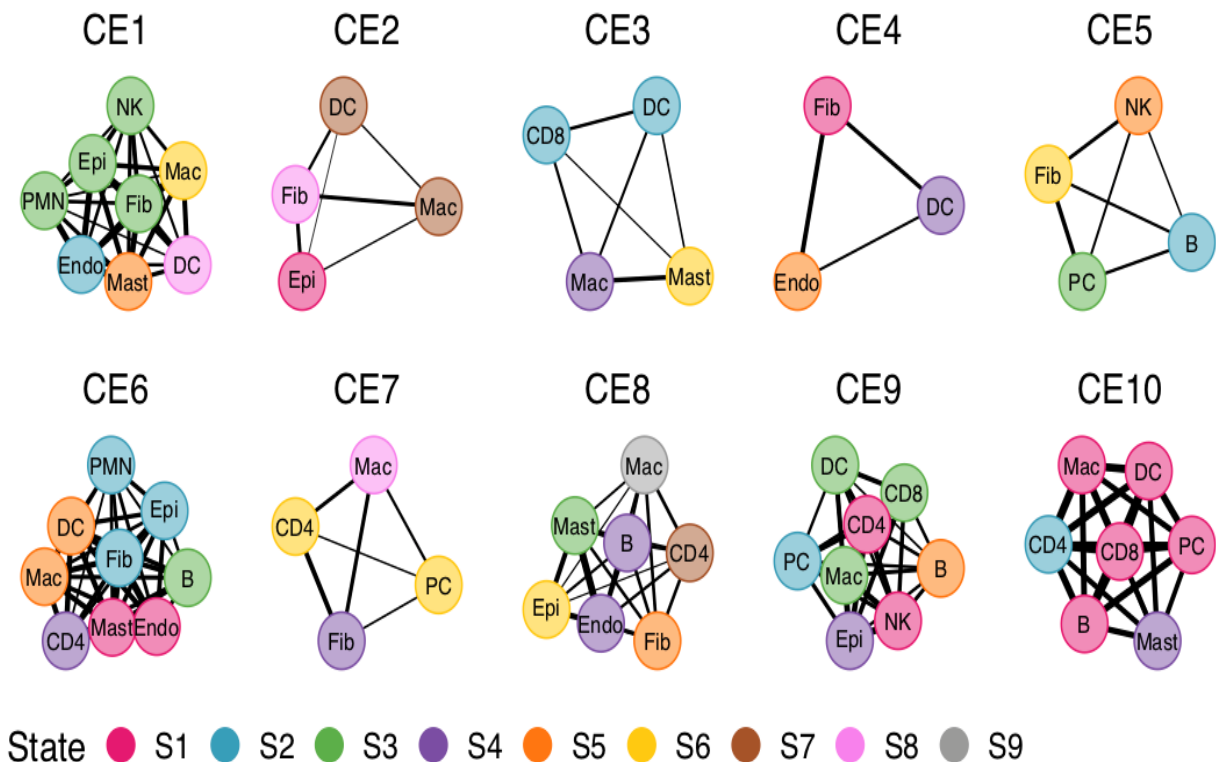 CE1 CE2 CE3 CE4 CE5
NK Epi Mac PMN Fib Endo Mast DC
DC Fib Mac Epi
DC CD8 Mac Mast
Fib DC Endo
NK Fib B PC
CE6 CE7 CE8 CE9 CE10
PMN Epi DC Fib Mac B CD4 Mast Endo
Mac CD4 PC Fib
Mac Mast B CD4 Epi Endo Fib
DC CD8 CD4 PC Mac B NK Epi
Mac DC CD4 CD8 PC B Mast
State S1 S2 S3 S4 S5 S6 S7 S8 S9